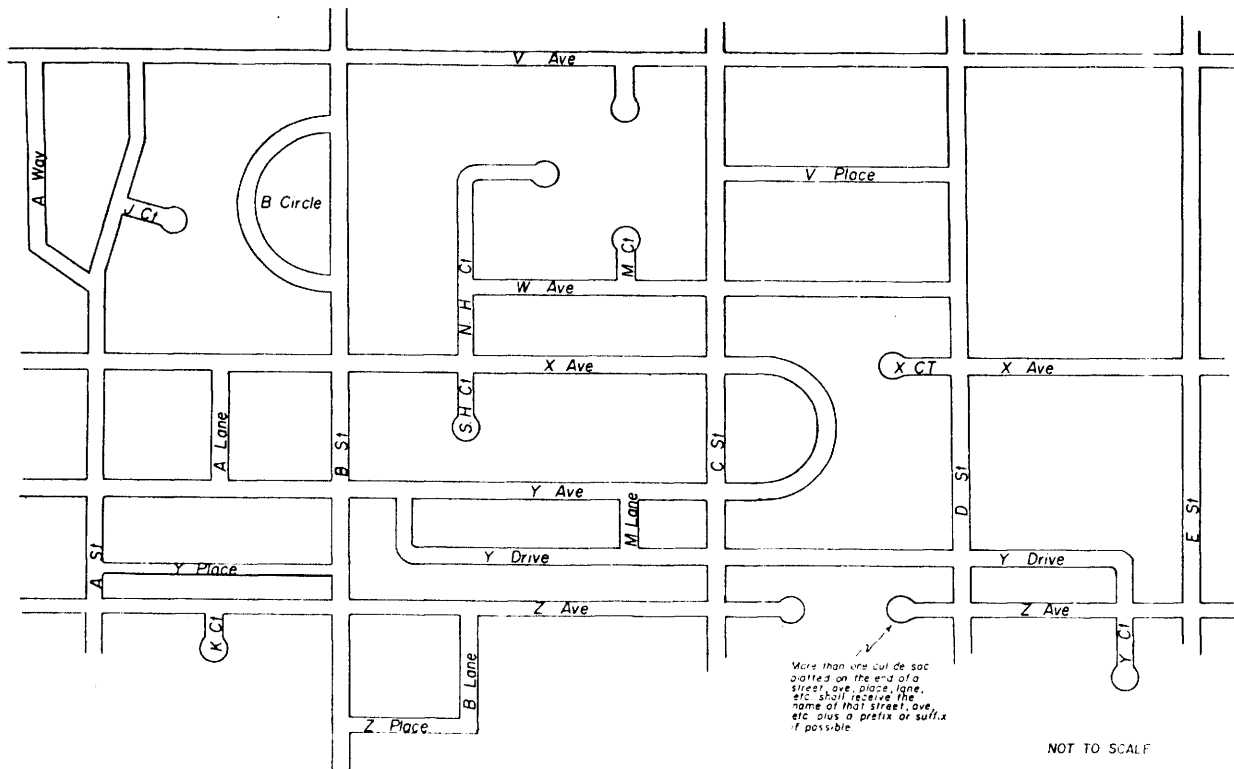 V Ave
A Way
V Place
J Ct
B Circle
M Ct
N. H Ct
W Ave
X Ave
X CT
X Ave
S. H Ct
A Lane
B St
C St
Y Ave
D St
M Lane
E St
A St
Y Place
Y Drive
Y Drive
Z Ave
Z Ave
K Ct
Y Ct
B Lane
Z Place
More than one cul de sac
platted on the end of a
street, ave, place, lane,
etc. shall receive the
name of that street, ave,
etc plus a prefix or suffix
if possible.
NOT TO SCALE